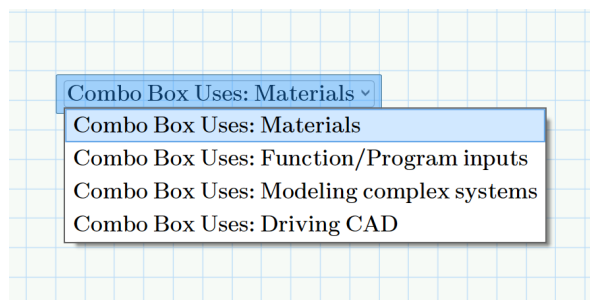 Combo Box Uses: Materials
Combo Box Uses: Materials
Combo Box Uses: Function/Program inputs
Combo Box Uses: Modeling complex systems
Combo Box Uses: Driving CAD